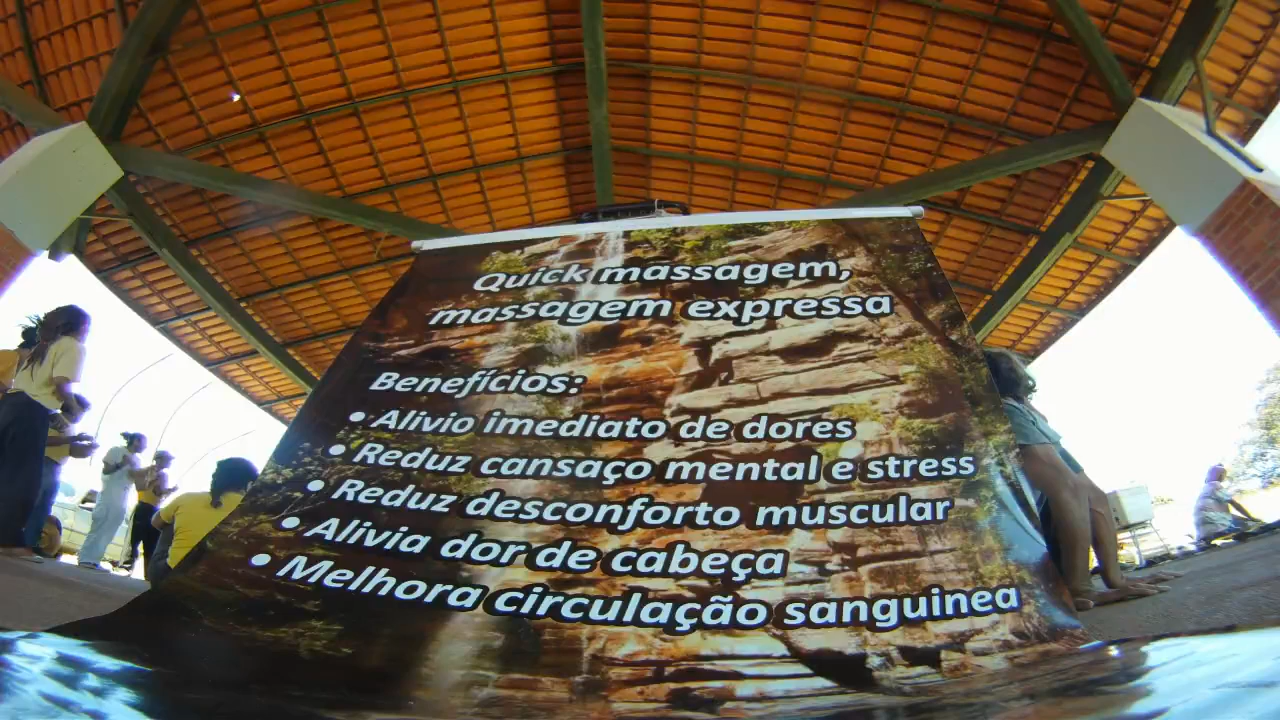 Quick massagem,
massagem expressa
Benefícios:
• Alivio imediato de dores
• Reduz cansaço mental e stress
• Reduz desconforto muscular
• Alivia dor de cabeça
• Melhora circulação sanguinea